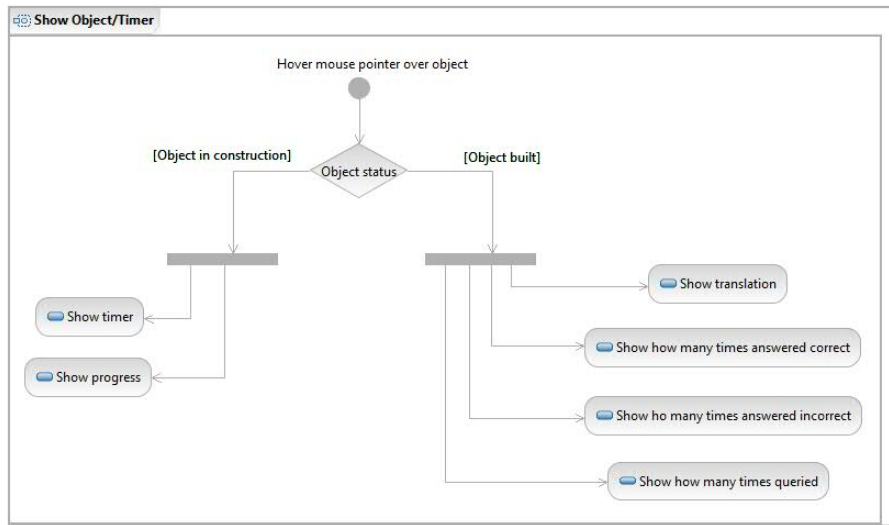 Show Object/Timer
Hover mouse pointer over object
[Object in construction]
[Object built]
Object status
Show translation
Show timer
Show how many times answered correct
Show progress
Show ho many times answered incorrect
Show how many times queried